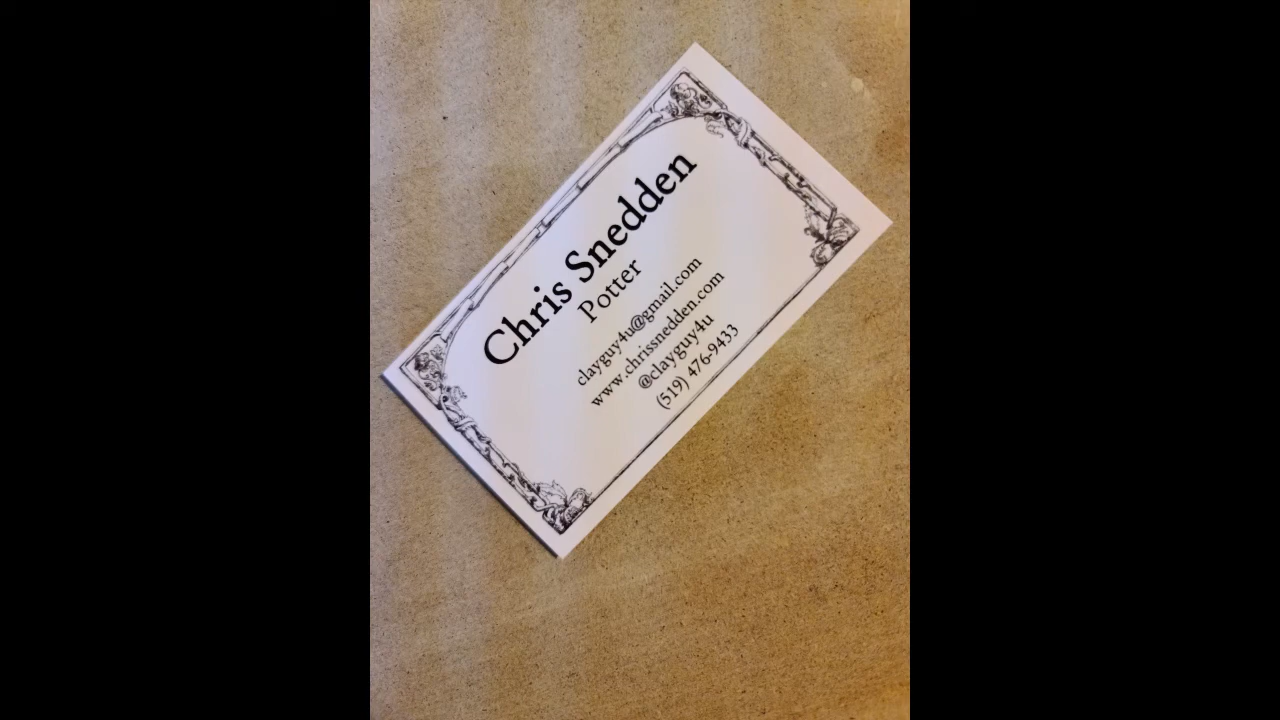 Chris Snedden
Potter
clayguy4u@gmail.com
www.chrissnedden.com
@clayguy4u
(519) 476-9433